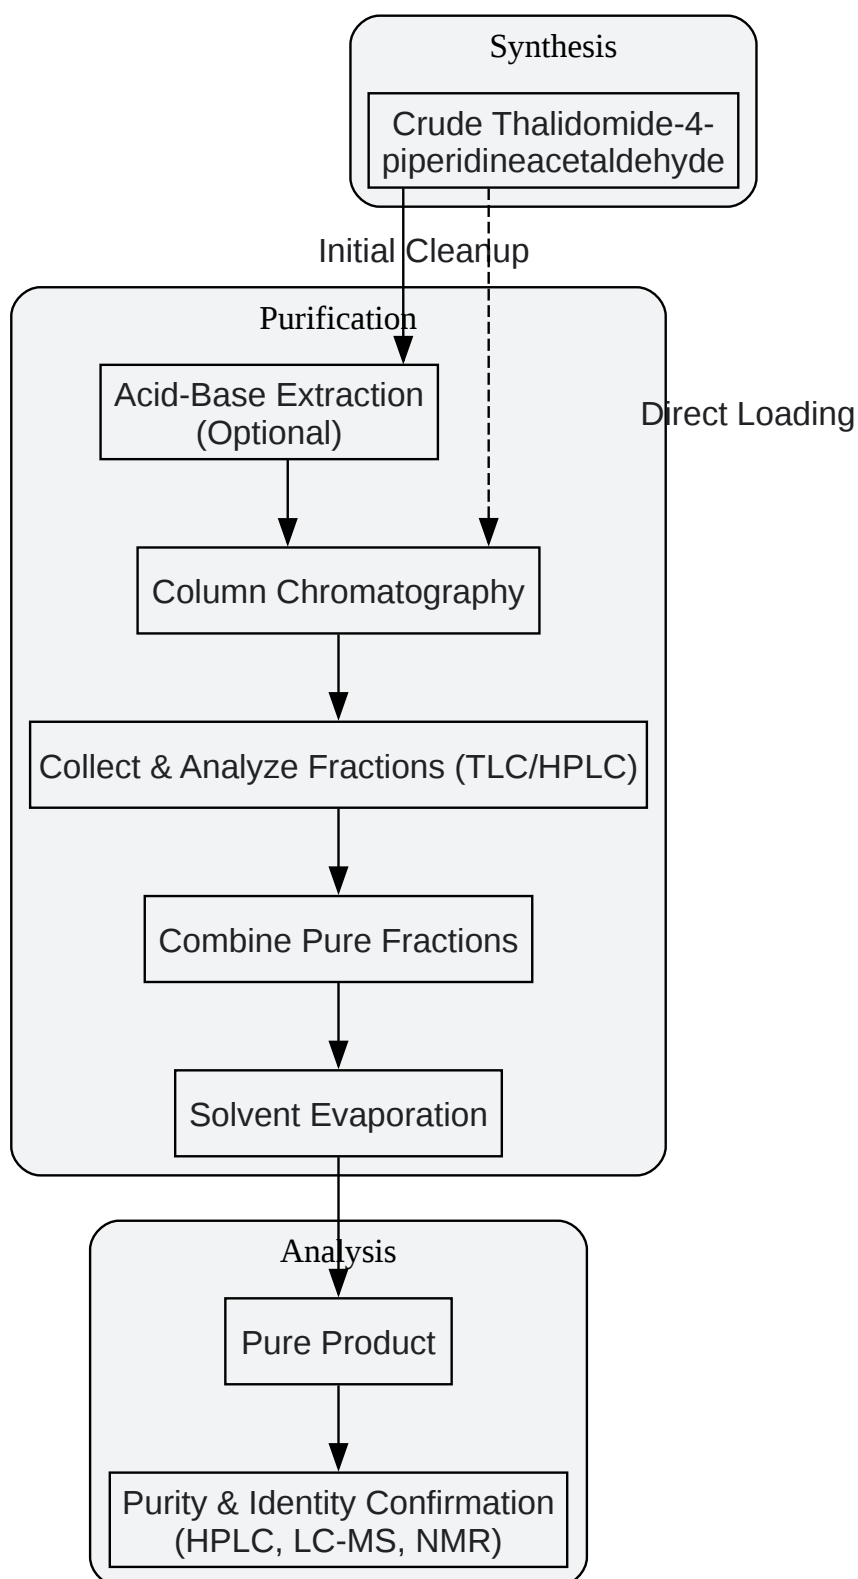 Synthesis
Crude Thalidomide-4-
piperidineacetaldehyde
Initial Cleanup
Purification
Acid-Base Extraction
(Optional)
Direct Loading
Column Chromatography
Collect & Analyze Fractions (TLC/HPLC)
Combine Pure Fractions
Solvent Evaporation
Analysis
Pure Product
Purity & Identity Confirmation
(HPLC, LC-MS, NMR)